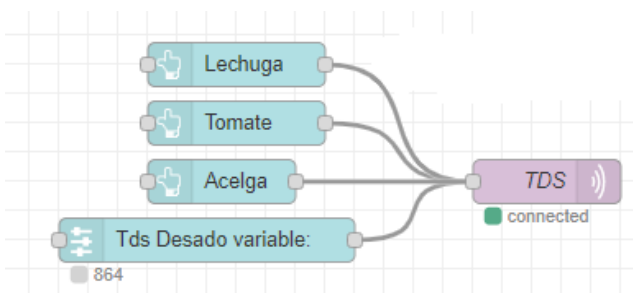 Lechuga
Tomate
Acelga
TDS
connected
Tds Desado variable:
864